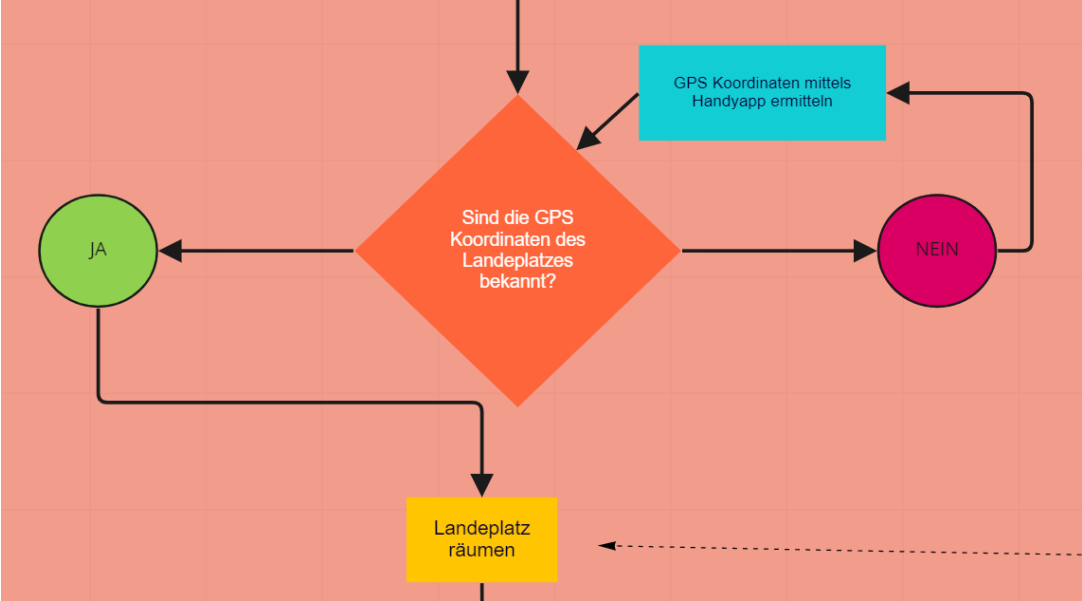 GPS Koordinaten mittels
Handyapp ermitteln
Sind die GPS
Koordinaten des
Landeplatzes
bekannt?
JA
NEIN
Landeplatz
räumen